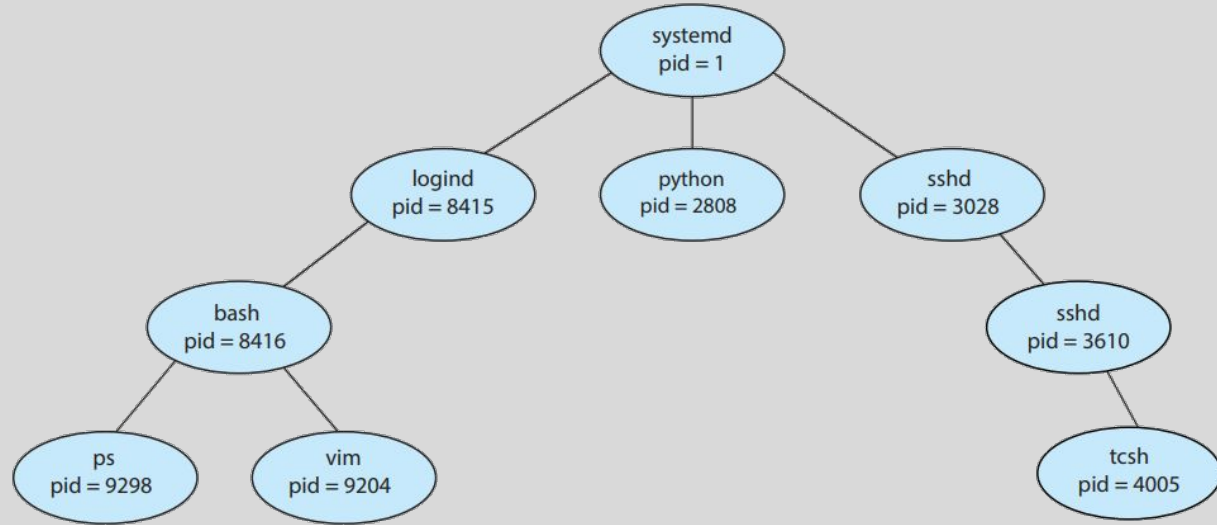 systemd
pid = 1
logind
pid = 8415
python
pid = 2808
sshd
pid = 3028
bash
pid = 8416
sshd
pid = 3610
ps
pid = 9298
vim
pid = 9204
tcsh
pid = 4005